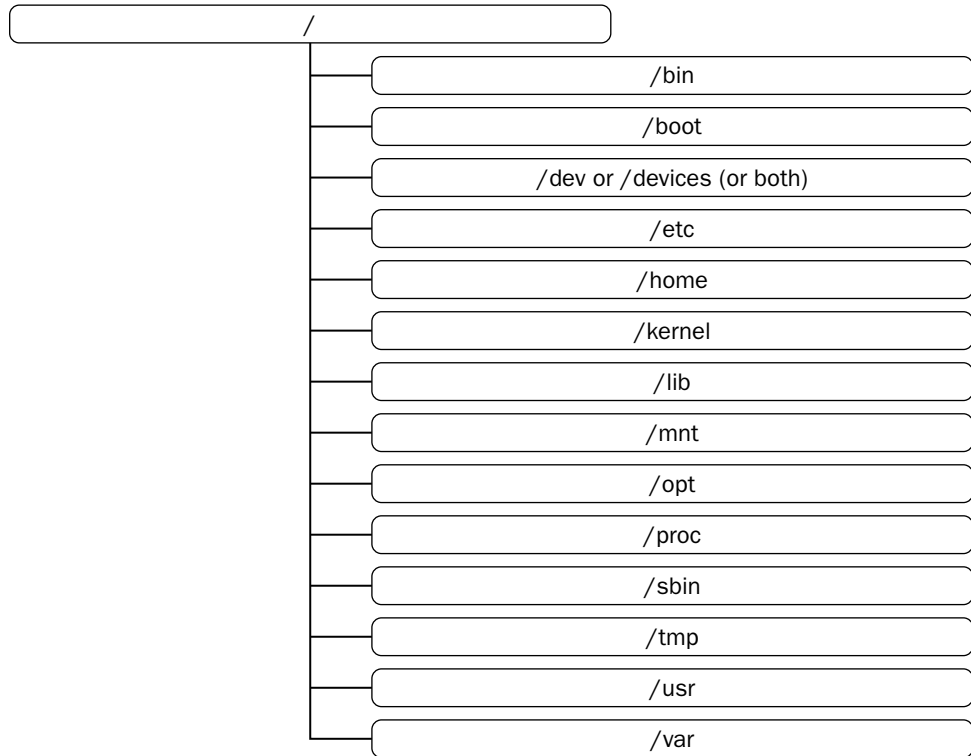 /
/bin
/boot
/dev or /devices (or both)
/etc
/home
/kernel
/lib
/mnt
/opt
/proc
/sbin
/tmp
/usr
/var